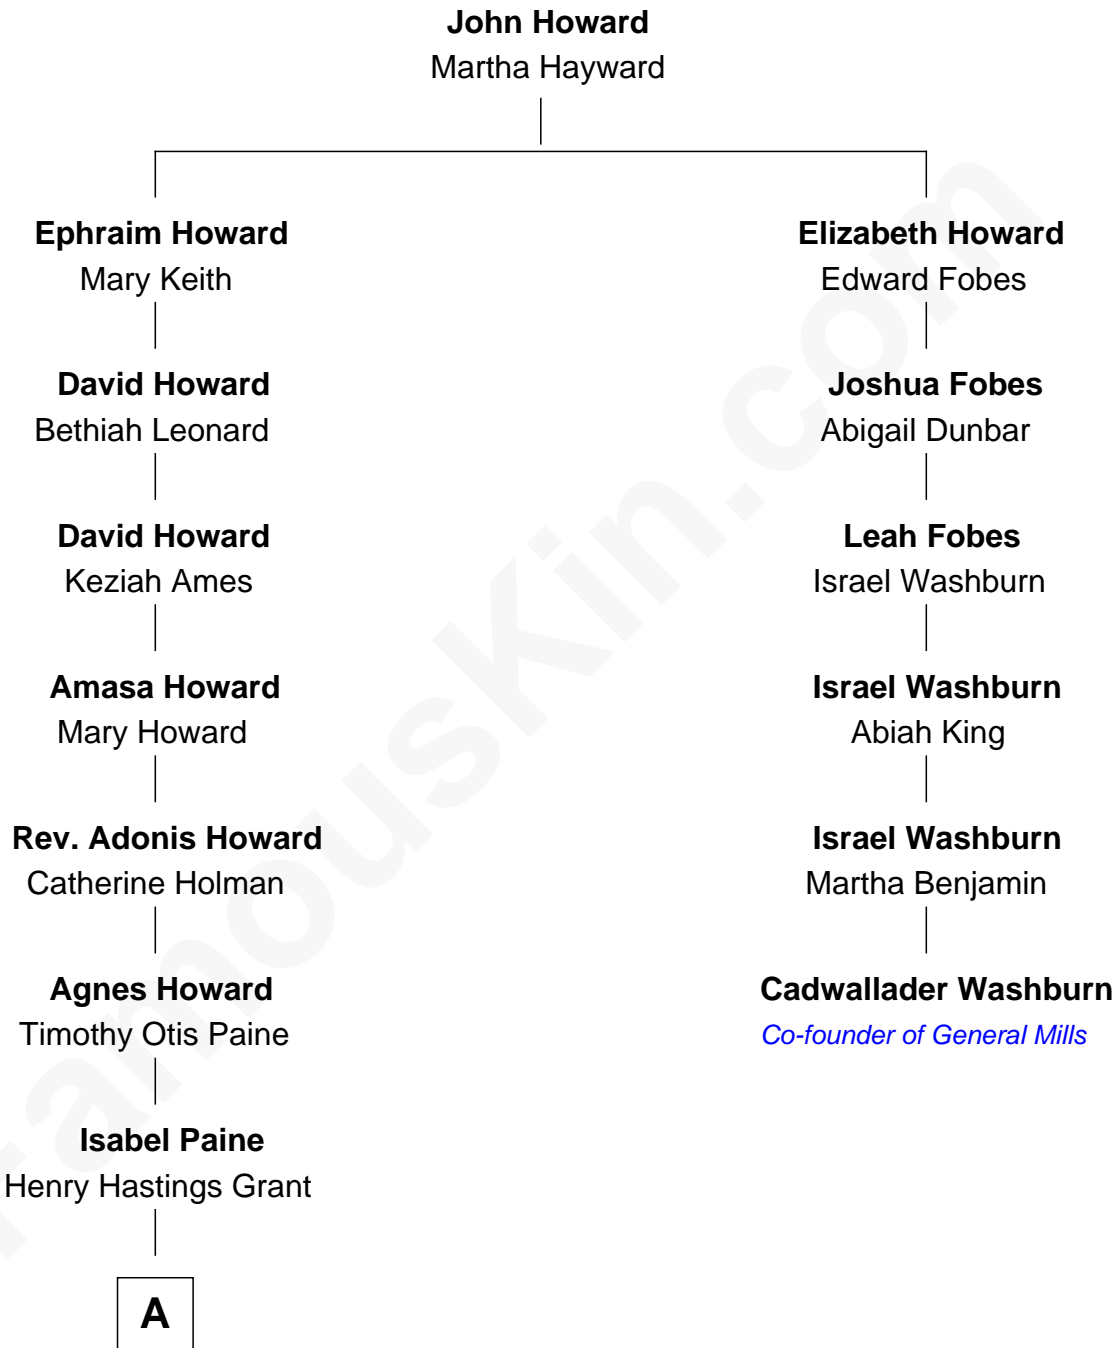 John Howard
Martha Hayward
Ephraim Howard
Mary Keith
David Howard
Bethiah Leonard
David Howard
Keziah Ames
Amasa Howard
Mary Howard
Rev. Adonis Howard
Catherine Holman
Agnes Howard
Timothy Otis Paine
Isabel Paine
Henry Hastings Grant
A
Elizabeth Howard
Edward Fobes
Joshua Fobes
Abigail Dunbar
Leah Fobes
Israel Washburn
Israel Washburn
Abiah King
Israel Washburn
Martha Benjamin
Cadwallader Washburn
Co-founder of General Mills
FamousKin.com